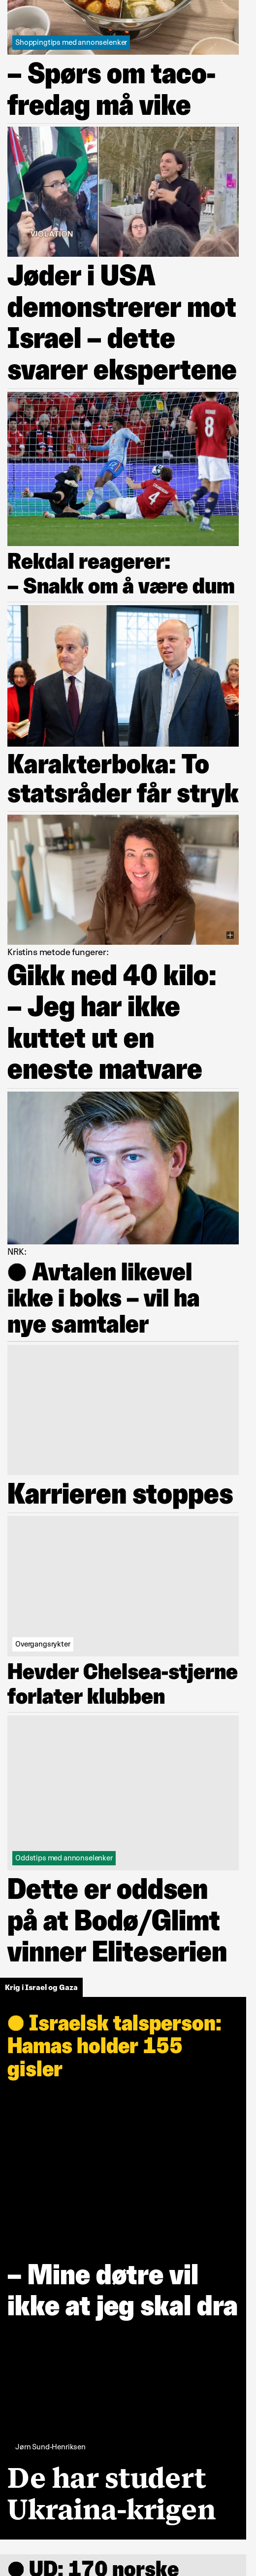 Shoppingtips med annonselenker
– Spørs om taco-
fredag må vike
VIOLATION
Jøder i USA
demonstrerer mot
Israel – dette
svarer ekspertene
8
4
Rekdal reagerer:
– Snakk om å være dum
Karakterboka: To
statsråder får stryk
Kristins metode fungerer:
Gikk ned 40 kilo:
– Jeg har ikke
kuttet ut en
eneste matvare
NRK:
● Avtalen likevel
ikke i boks – vil ha
nye samtaler
Karrieren stoppes
Overgangsrykter
Hevder Chelsea-stjerne
forlater klubben
Oddstips med annonselenker
Dette er oddsen
på at Bodø/Glimt
vinner Eliteserien
Krig i Israel og Gaza
● Israelsk talsperson:
Hamas holder 155
gisler
– Mine døtre vil
ikke at jeg skal dra
Jørn Sund-Henriksen
De har studert
Ukraina-krigen
● UD: 170 norske